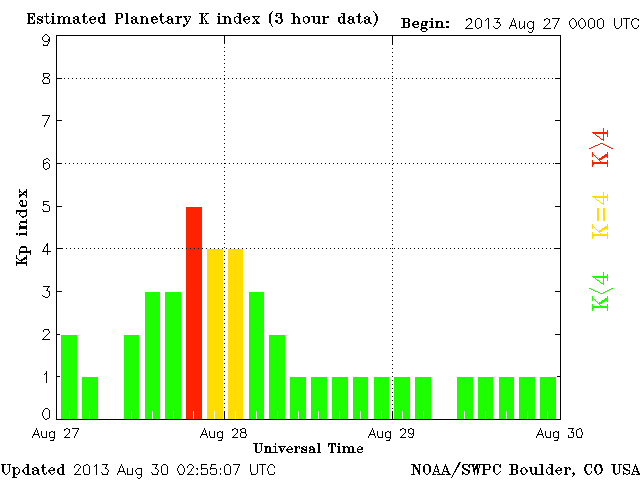 Estimated Planetary K index (3 hour data) Begin: 2013 Aug 27 0000 UTC
9
8
7
6
5
4
3
2
1
0
Kp index
K>4
K=4
K<4
Aug 27 Aug 28 Aug 29 Aug 30
Universal Time
Updated 2013 Aug 30 02:55:07 UTC NOAA/SWPC Boulder, CO USA